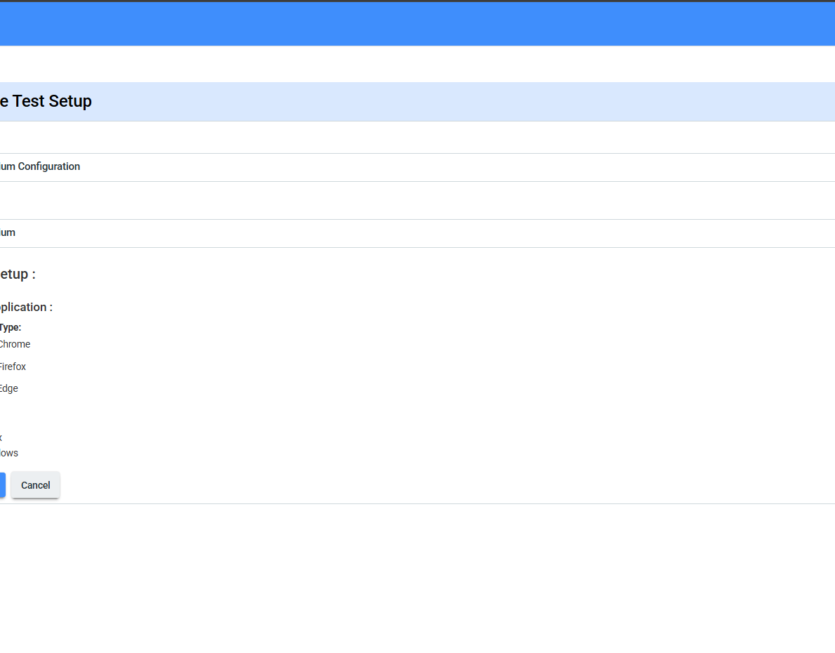 e Test Setup
um Configuration
um
etup :
plication :
Type:
Chrome
Firefox
Edge
x
ows
Cancel